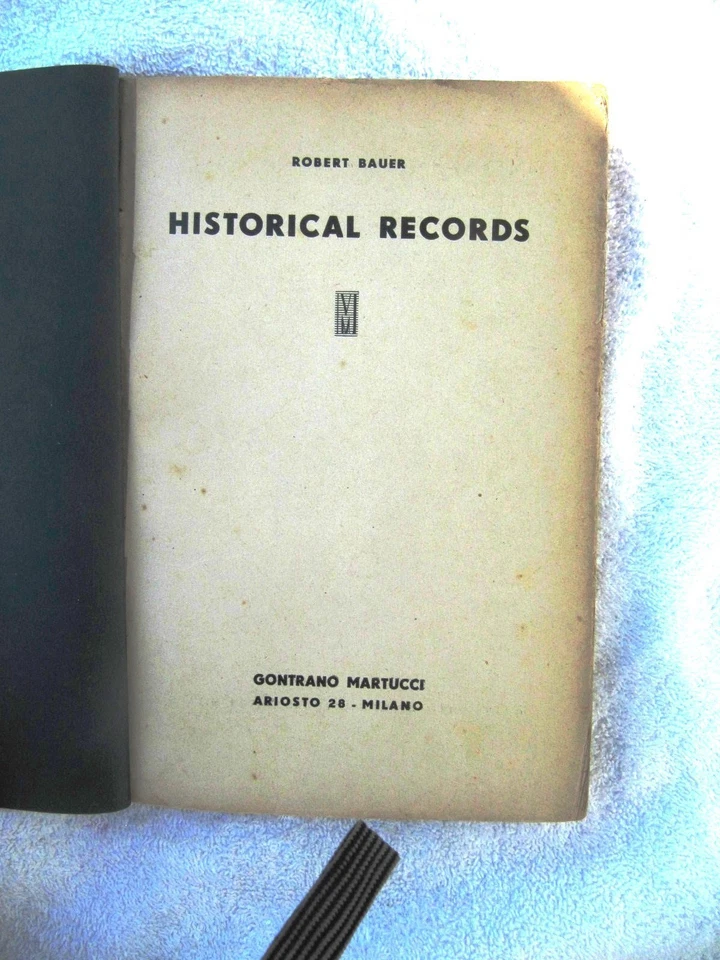 ROBERT BAUER
HISTORICAL RECORDS
GONTRANO MARTUCCI
ARIOSTO 28 - MILANO